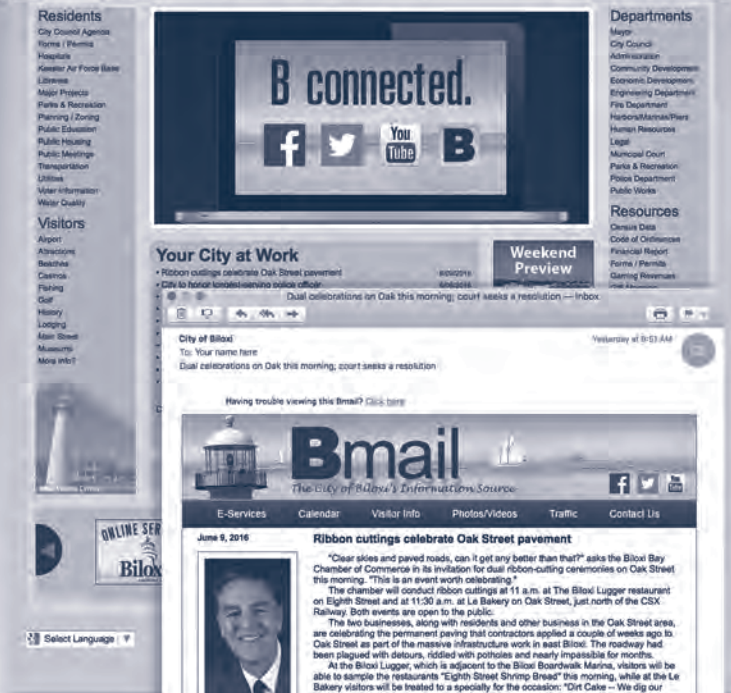 Residents
City Council Agenda
Forms / Permits
Hospitals
Keesler Air Force Base
Libraries
Major Projects
Parks & Recreation
Planning / Zoning
Public Education
Public Housing
Public Meetings
Transportation
Utilities
Voter Information
Water Quality
Visitors
Airport
Attractions
Beaches
Casinos
Fishing
Golf
History
Lodging
Main Street
Museums
More info?
ONLINE SER
Bilox
Select Language
B connected.
You
Tube
B
Departments
Mayor
City Council
Administration
Community Development
Economic Development
Engineering Department
Fire Department
Harbors/Marinas/Piers
Human Resources
Legal
Municipal Court
Parks & Recreation
Police Department
Public Works
Resources
Census Data
Code of Ordinances
Financial Report
Forms / Permits
Gaming Revenues
Your City at Work
• Ribbon cuttings celebrate Oak Street pavement
• City to honor longest-serving police officer
Weekend
Preview
Dual celebrations on Oak this morning; court seeks a resolution — Inbox
City of Biloxi
Yesterday at 9:53 AM
To: Your name here
Dual celebrations on Oak this morning; court seeks a resolution
Having trouble viewing this Bmail? Click here
Bmail
The City of Biloxi's Information Source
You
Tube
E-Services Calendar Visitor Info Photos/Videos Traffic Contact Us
June 9, 2016
Ribbon cuttings celebrate Oak Street pavement
"Clear skies and paved roads, can it get any better than that?" asks the Biloxi Bay
Chamber of Commerce in its invitation for dual ribbon-cutting ceremonies on Oak Street
this morning. "This is an event worth celebrating."
The chamber will conduct ribbon cuttings at 11 a.m. at The Biloxi Lugger restaurant
on Eighth Street and at 11:30 a.m. at Le Bakery on Oak Street, just north of the CSX
Railway. Both events are open to the public.
The two businesses, along with residents and other business in the Oak Street area,
are celebrating the permanent paving that contractors applied a couple of weeks ago to
Oak Street as part of the massive infrastructure work in east Biloxi. The roadway had
been plagued with detours, riddled with potholes and nearly impassible for months.
At the Biloxi Lugger, which is adjacent to the Biloxi Boardwalk Marina, visitors will be
able to sample the restaurants "Eighth Street Shrimp Bread" this morning, while at the Le
Bakery visitors will be treated to a specialty for the occasion: "Dirt Cake -- We dig our